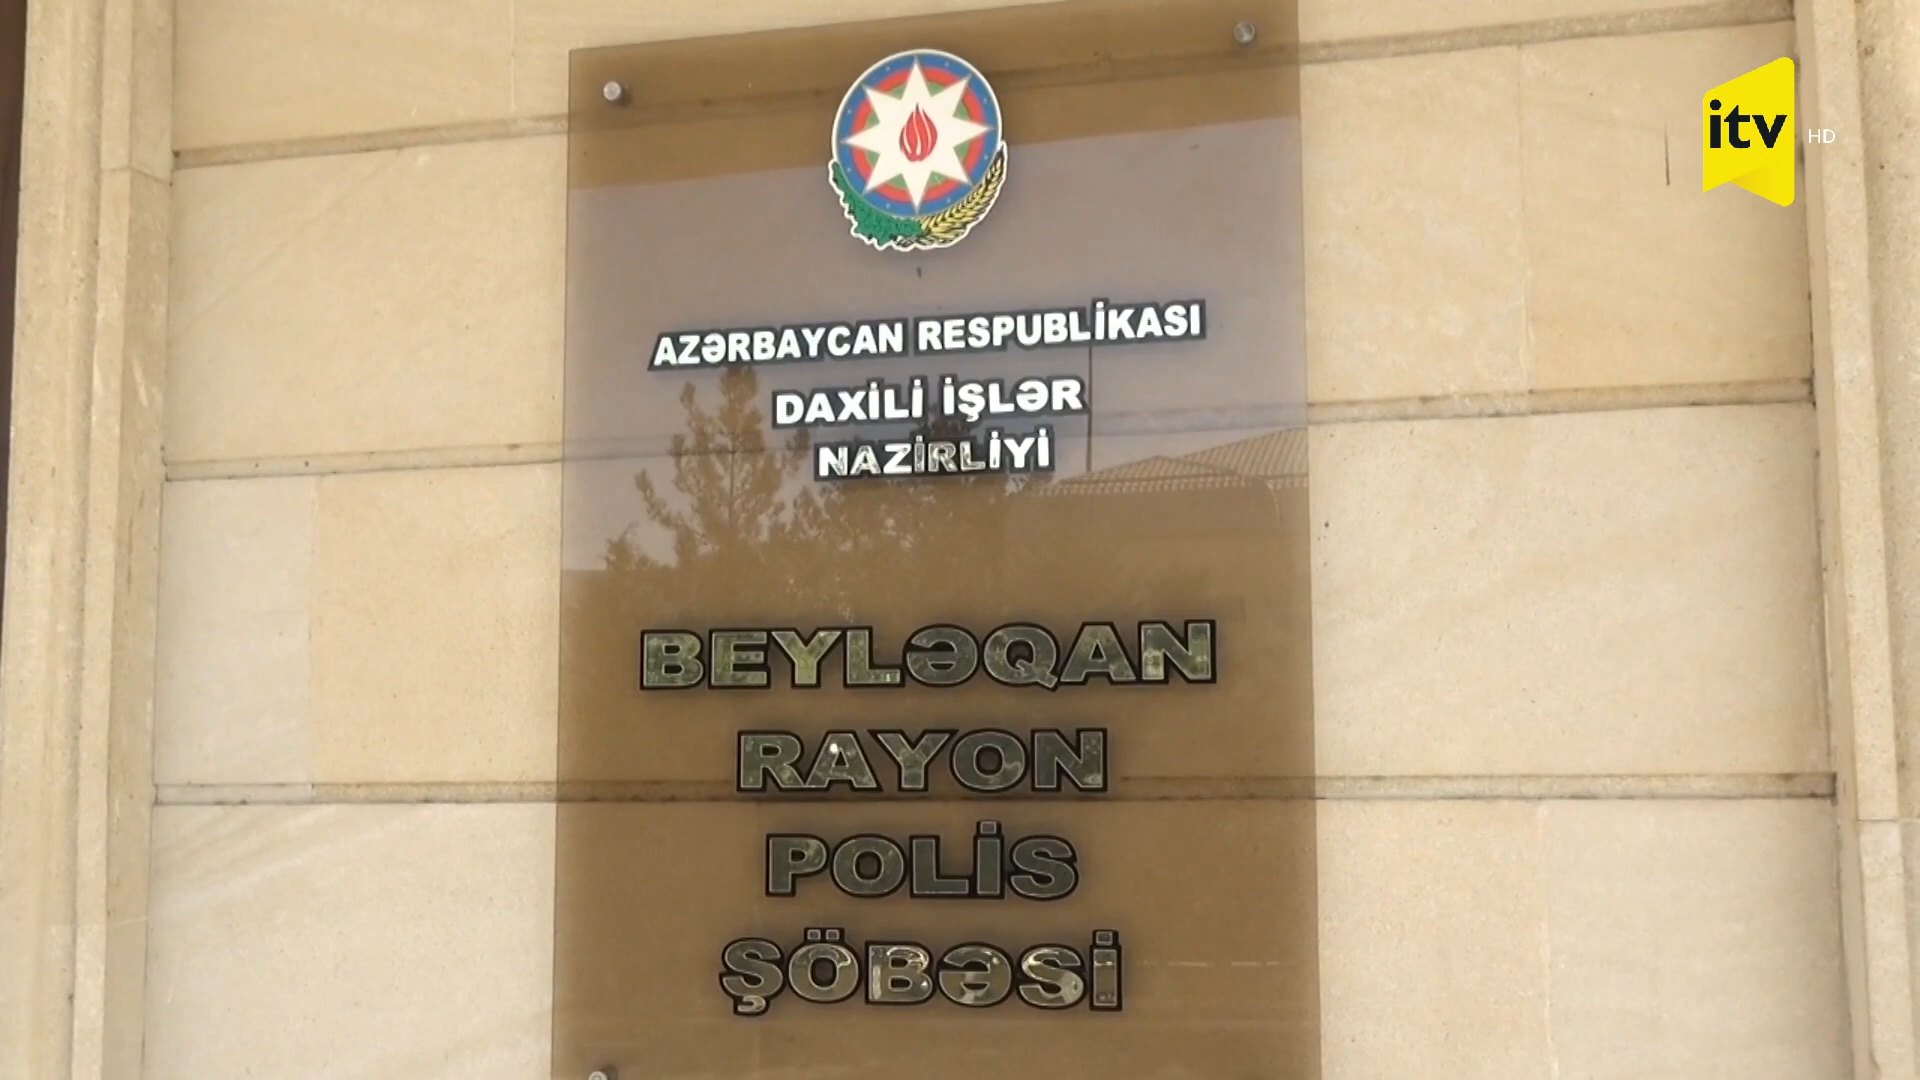 itv HD
AZƏRBAYCAN RESPUBLİKASI
DAXİLİ İŞLƏR
NAZİRLİYİ
BEYLƏQAN
RAYON
POLİS
ŞÖBƏSİ